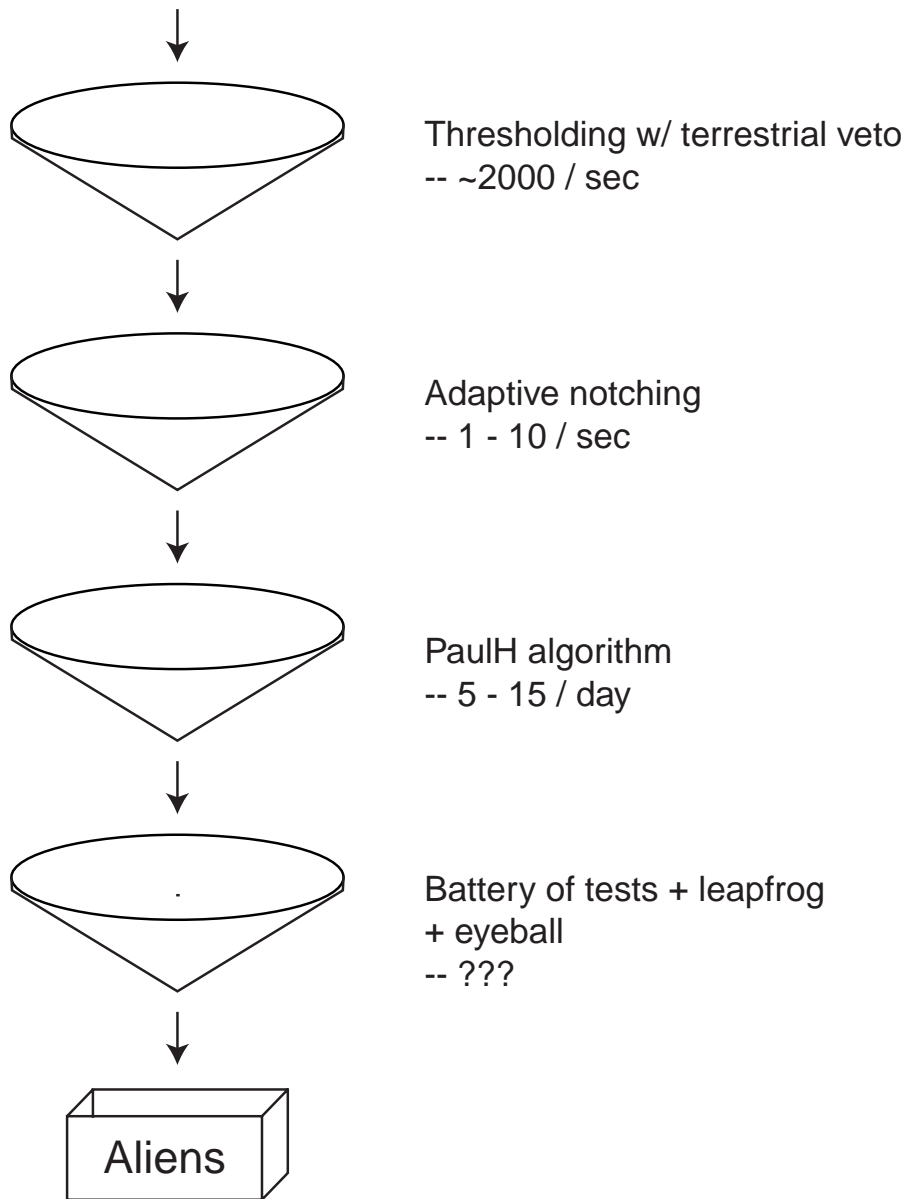 Thresholding w/ terrestrial veto
-- ~2000 / sec
Adaptive notching
-- 1 - 10 / sec
PaulH algorithm
-- 5 - 15 / day
Battery of tests + leapfrog
+ eyeball
-- ???
Aliens